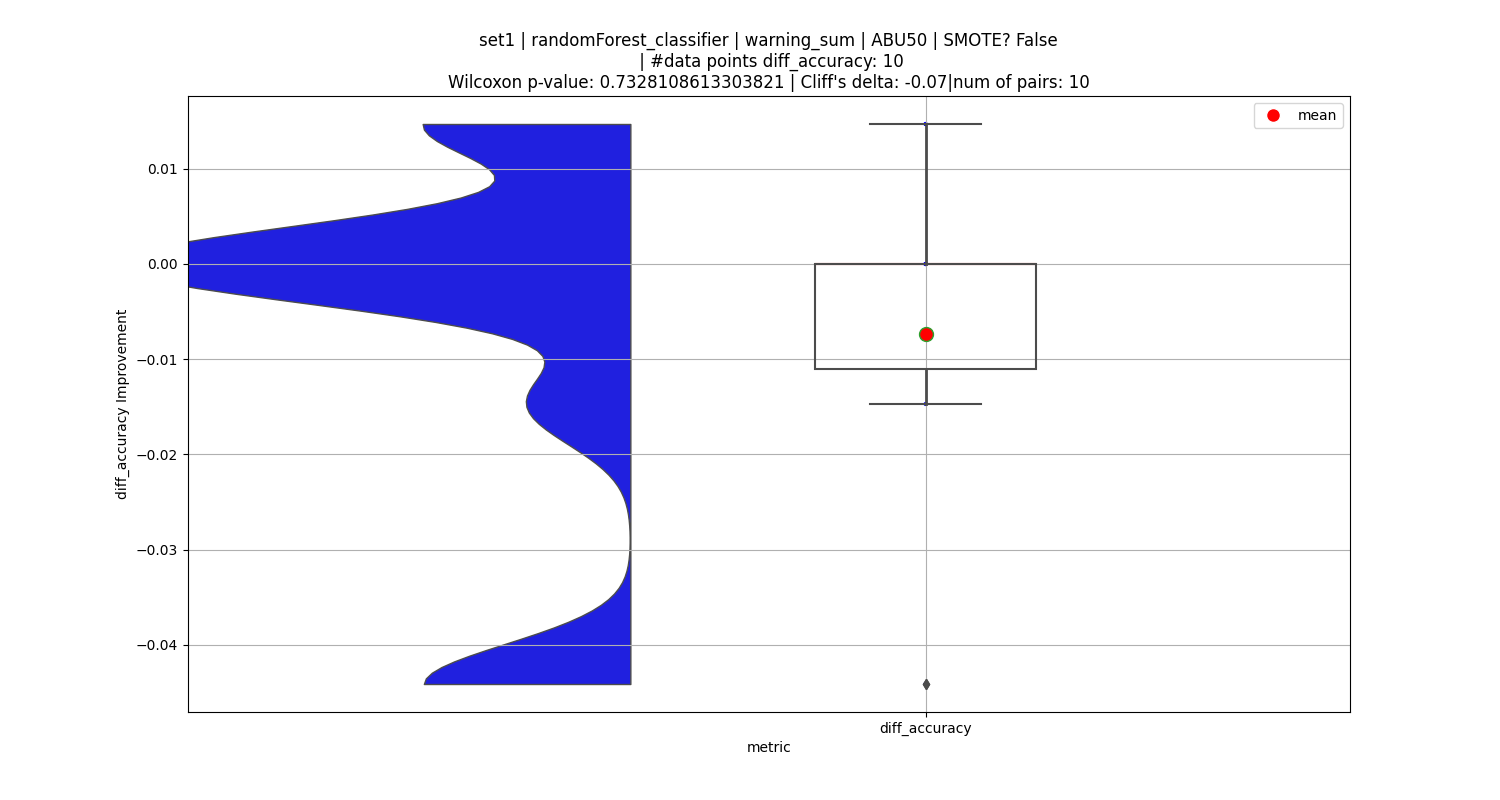 set1 | randomForest_classifier | warning_sum | ABU50 | SMOTE? False
| #data points diff_accuracy: 10
Wilcoxon p-value: 0.7328108613303821 | Cliff's delta: -0.07|num of pairs: 10
mean
0.01
0.00
−0.01
−0.02
−0.03
−0.04
diff_accuracy Improvement
diff_accuracy
metric